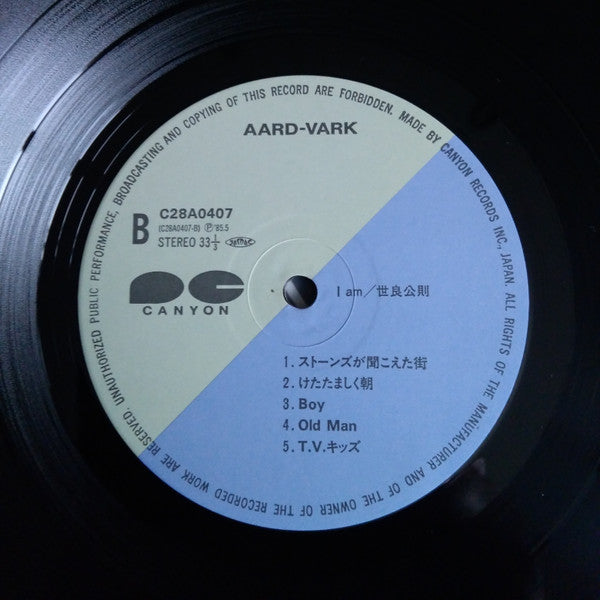 UNAUTHORIZED PUBLIC PERFORMANCE, BROADCASTING AND COPYING OF THIS RECORD ARE FORBIDDEN. MADE BY CANYON RECORDS INC., JAPAN. ALL RIGHTS OF THE MANUFACTURER AND OF THE OWNER OF THE RECORDED WORK ARE RESERVED.
AARD-VARK
B
C28A0407
(C28A0407-B) Ⓟ'85.5
STEREO 33 1/3
CANYON
I am／世良公則
1. ストーンズが聞こえた街
2. けたたましく朝
3. Boy
4. Old Man
5. T.V.キッズ